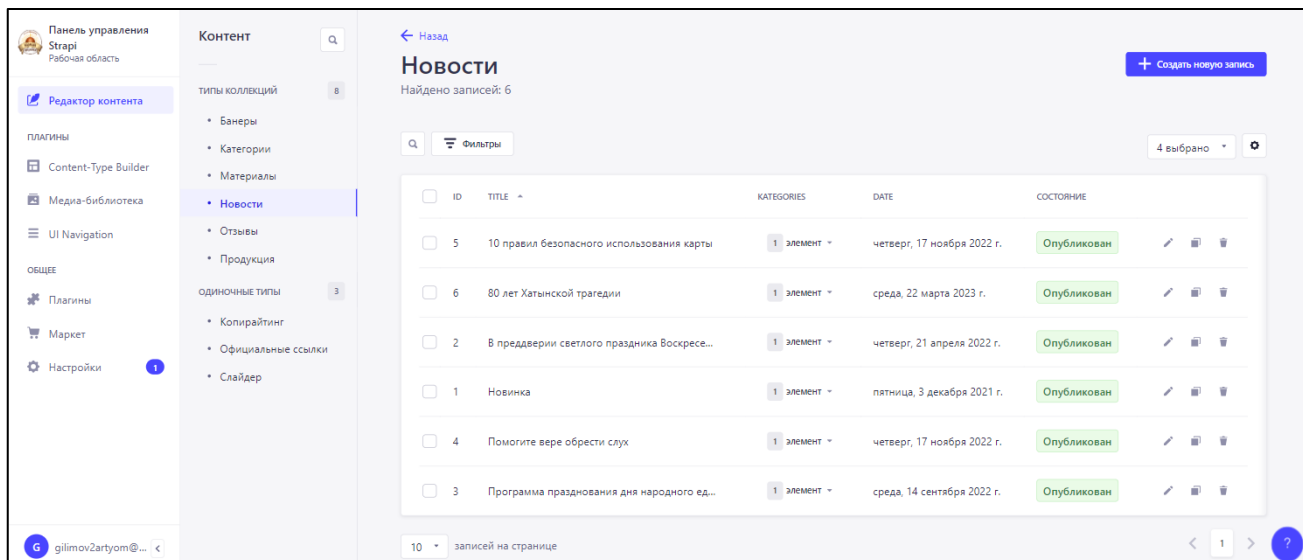 Панель управления
Strapi
Рабочая область
Редактор контента
ПЛАГИНЫ
Content-Type Builder
Медиа-библиотека
UI Navigation
ОБЩЕЕ
Плагины
Маркет
Настройки 1
G gilimov2artyom@...
Контент
ТИПЫ КОЛЛЕКЦИЙ 8
Банеры
Категории
Материалы
Новости
Отзывы
Продукция
ОДИНОЧНЫЕ ТИПЫ 3
Копирайтинг
Официальные ссылки
Слайдер
Назад
Новости
Найдено записей: 6
Создать новую запись
Фильтры
4 выбрано
ID TITLE KATEGORIES DATE СОСТОЯНИЕ
5 10 правил безопасного использования карты 1 элемент четверг, 17 ноября 2022 г. Опубликован
6 80 лет Хатынской трагедии 1 элемент среда, 22 марта 2023 г. Опубликован
2 В преддверии светлого праздника Воскресе... 1 элемент четверг, 21 апреля 2022 г. Опубликован
1 Новинка 1 элемент пятница, 3 декабря 2021 г. Опубликован
4 Помогите вере обрести слух 1 элемент четверг, 17 ноября 2022 г. Опубликован
3 Программа празднования дня народного ед... 1 элемент среда, 14 сентября 2022 г. Опубликован
10 записей на странице
1
?